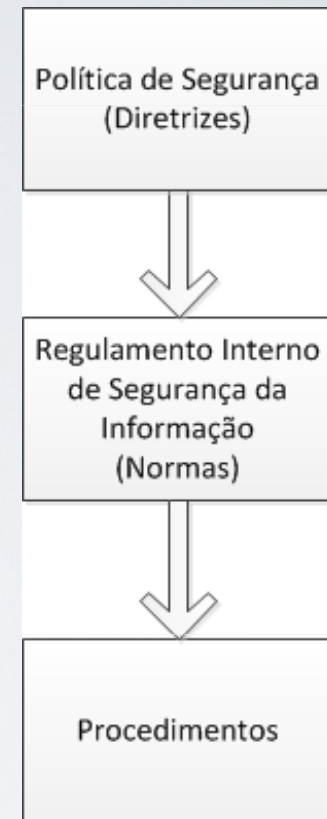 Política de Segurança
(Diretrizes)
Regulamento Interno
de Segurança da
Informação
(Normas)
Procedimentos